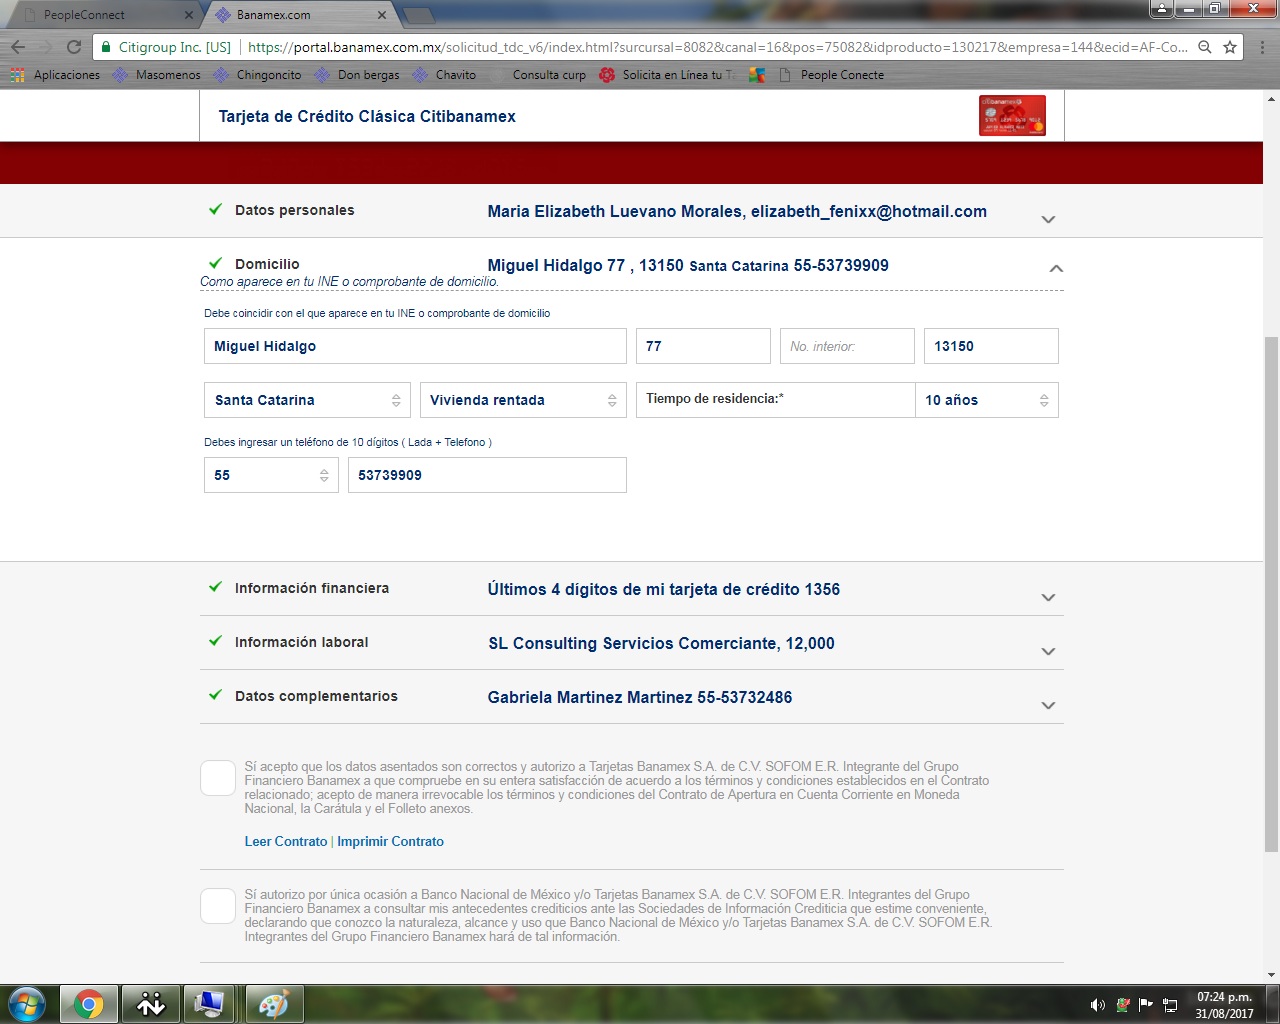 PeopleConnect
Banamex.com
Citigroup Inc. [US] https://portal.banamex.com.mx/solicitud_tdc_v6/index.html?surcursal=8082&canal=16&pos=75082&idproducto=130217&empresa=144&ecid=AF-Co...
Aplicaciones Masomenos Chingoncito Don bergas Chavito Consulta curp Solicita en Línea tu T People Conecte
Tarjeta de Crédito Clásica Citibanamex
Datos personales Maria Elizabeth Luevano Morales, elizabeth_fenixx@hotmail.com
Domicilio Miguel Hidalgo 77 , 13150 Santa Catarina 55-53739909
Como aparece en tu INE o comprobante de domicilio.
Debe coincidir con el que aparece en tu INE o comprobante de domicilio
Miguel Hidalgo 77 No. interior: 13150
Santa Catarina Vivienda rentada Tiempo de residencia:* 10 años
Debes ingresar un teléfono de 10 dígitos ( Lada + Telefono )
55 53739909
Información financiera Últimos 4 dígitos de mi tarjeta de crédito 1356
Información laboral SL Consulting Servicios Comerciante, 12,000
Datos complementarios Gabriela Martinez Martinez 55-53732486
Sí acepto que los datos asentados son correctos y autorizo a Tarjetas Banamex S.A. de C.V. SOFOM E.R. Integrante del Grupo
Financiero Banamex a que compruebe en su entera satisfacción de acuerdo a los términos y condiciones establecidos en el Contrato
relacionado; acepto de manera irrevocable los términos y condiciones del Contrato de Apertura en Cuenta Corriente en Moneda
Nacional, la Carátula y el Folleto anexos.
Leer Contrato | Imprimir Contrato
Sí autorizo por única ocasión a Banco Nacional de México y/o Tarjetas Banamex S.A. de C.V. SOFOM E.R. Integrantes del Grupo
Financiero Banamex a consultar mis antecedentes crediticios ante las Sociedades de Información Crediticia que estime conveniente,
declarando que conozco la naturaleza, alcance y uso que Banco Nacional de México y/o Tarjetas Banamex S.A. de C.V. SOFOM E.R.
Integrantes del Grupo Financiero Banamex hará de tal información.
07:24 p.m.
31/08/2017